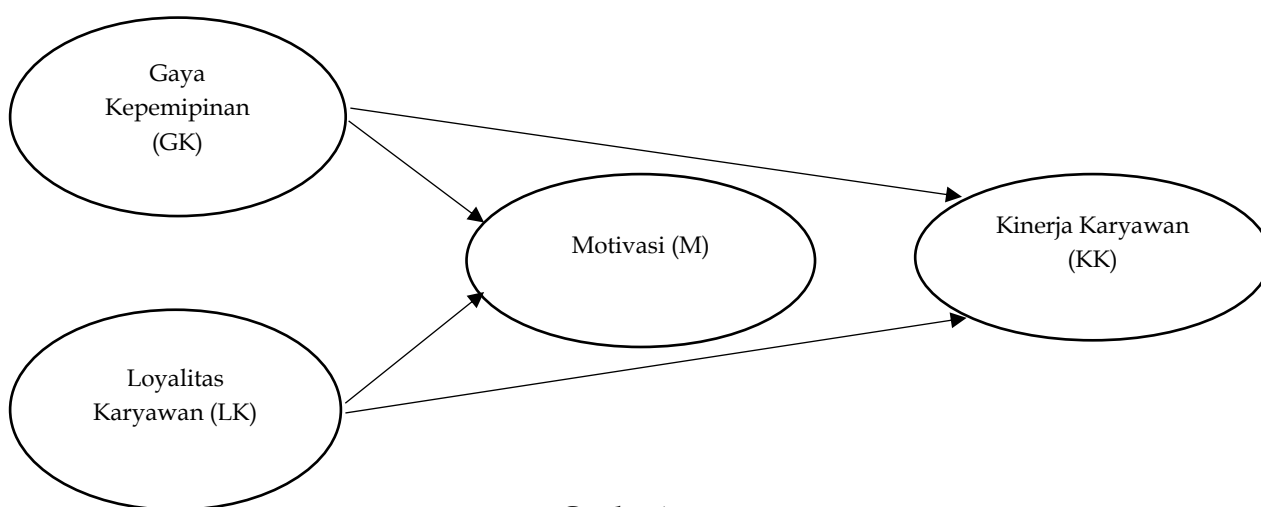 Gaya
Kepemipinan
(GK)
Motivasi (M)
Kinerja Karyawan
(KK)
Loyalitas
Karyawan (LK)